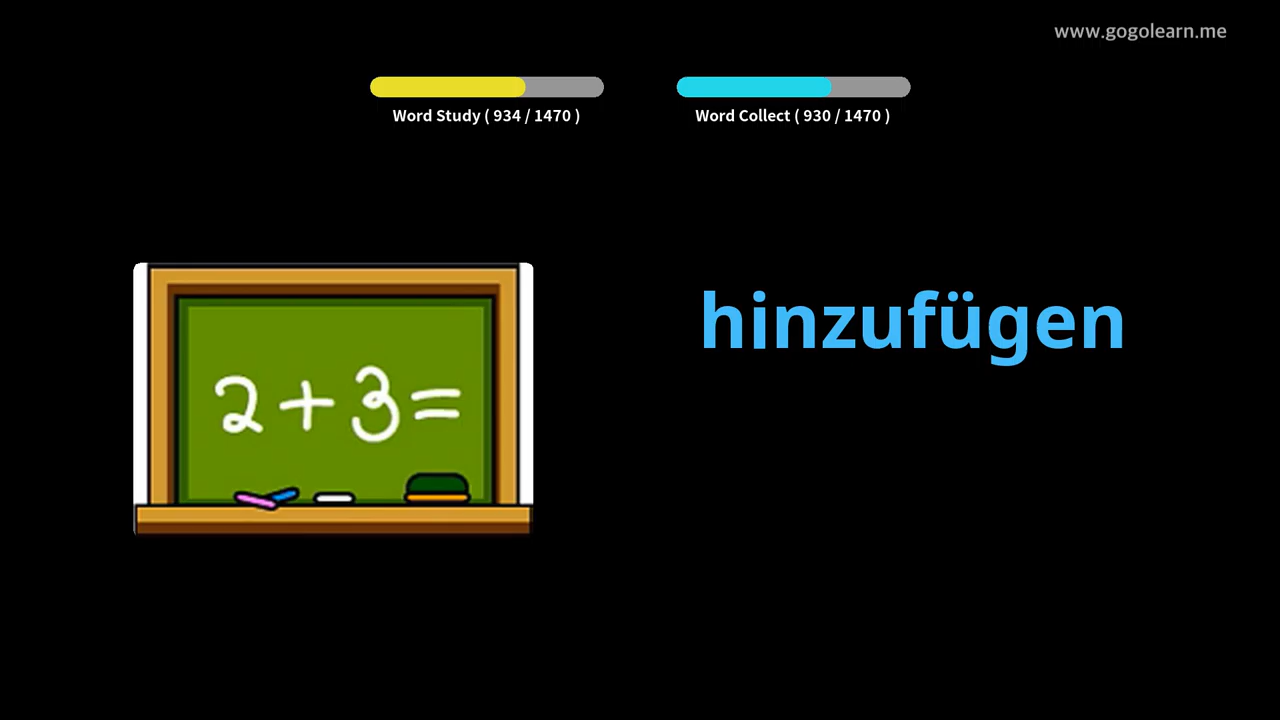 www.gogolearn.me
Word Study ( 934 / 1470 )
Word Collect ( 930 / 1470 )
2 + 3 =
hinzufügen